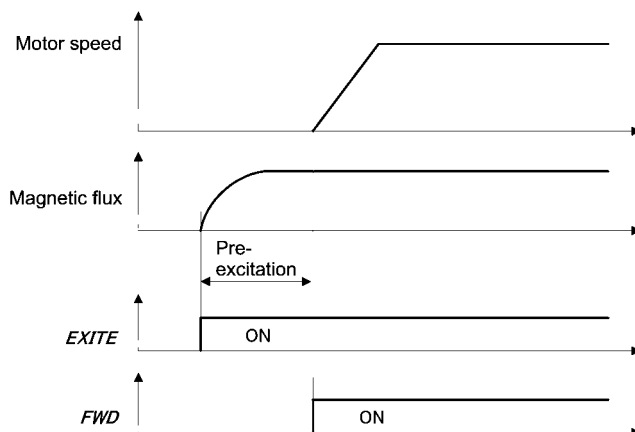 Motor speed
Magnetic flux
Pre-
excitation
EXITE
ON
FWD
ON